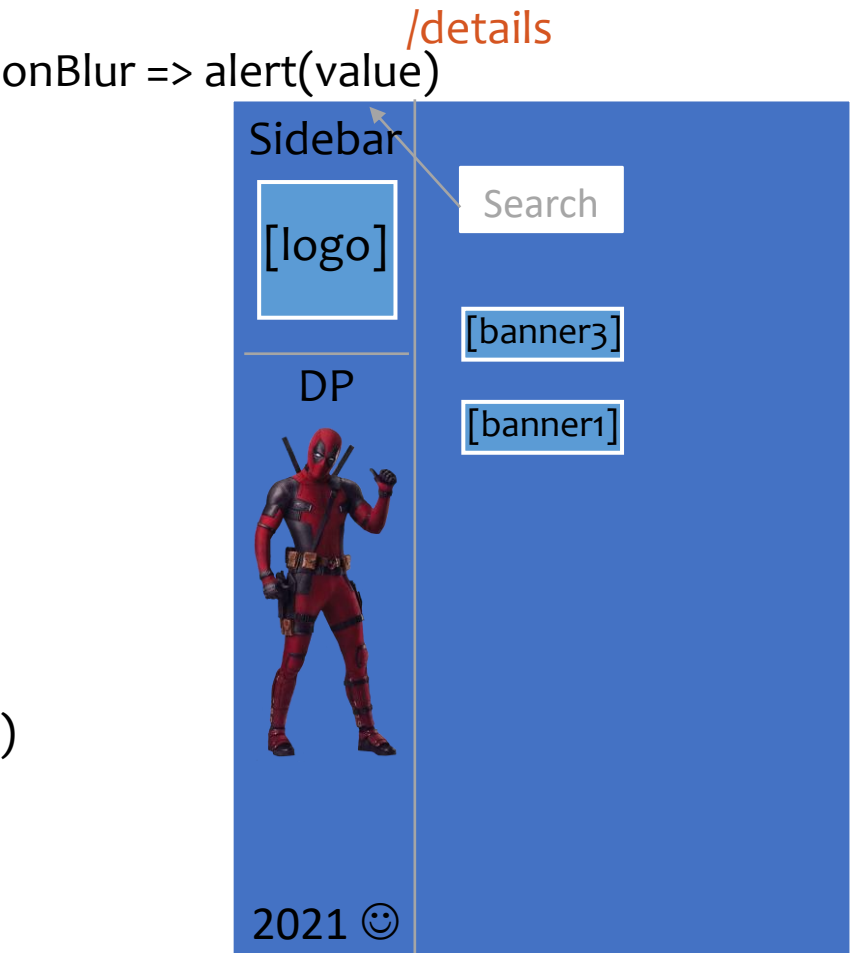 /details
onBlur => alert(value)
Sidebar
Search
[logo]
[banner3]
DP
[banner1]
)
2021 ☺